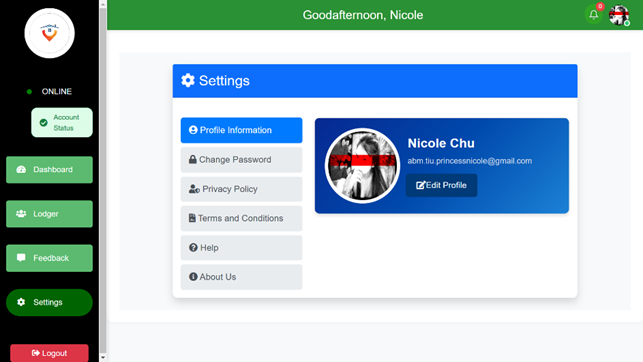 Goodafternoon, Nicole
0
ONLINE
Account
Status
Dashboard
Lodger
Feedback
Settings
Logout
Settings
Profile Information
Change Password
Privacy Policy
Terms and Conditions
Help
About Us
Nicole Chu
abm.tiu.princessnicole@gmail.com
Edit Profile